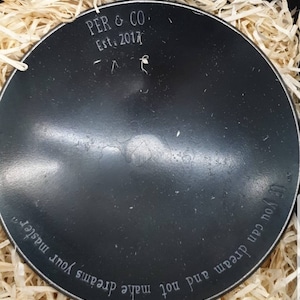 PER & CO
Est. 2017
"If you can dream and not make dreams your master"